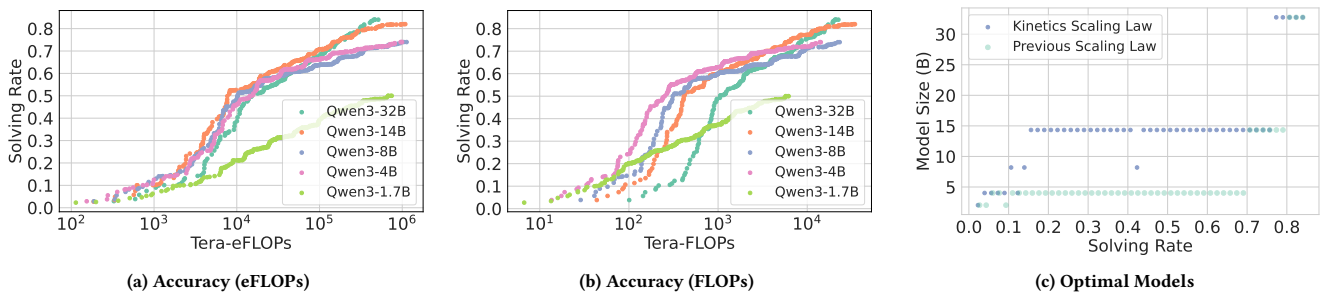 Solving Rate
0.8
0.7
0.6
0.5
0.4
0.3
0.2
0.1
0.0
Qwen3-32B
Qwen3-14B
Qwen3-8B
Qwen3-4B
Qwen3-1.7B
10² 10³ 10⁴ 10⁵ 10⁶
Tera-eFLOPs
(a) Accuracy (eFLOPs)
Solving Rate
0.8
0.7
0.6
0.5
0.4
0.3
0.2
0.1
0.0
Qwen3-32B
Qwen3-14B
Qwen3-8B
Qwen3-4B
Qwen3-1.7B
10¹ 10² 10³ 10⁴
Tera-FLOPs
(b) Accuracy (FLOPs)
Model Size (B)
30
25
20
15
10
5
Kinetics Scaling Law
Previous Scaling Law
0.0 0.1 0.2 0.3 0.4 0.5 0.6 0.7 0.8
Solving Rate
(c) Optimal Models